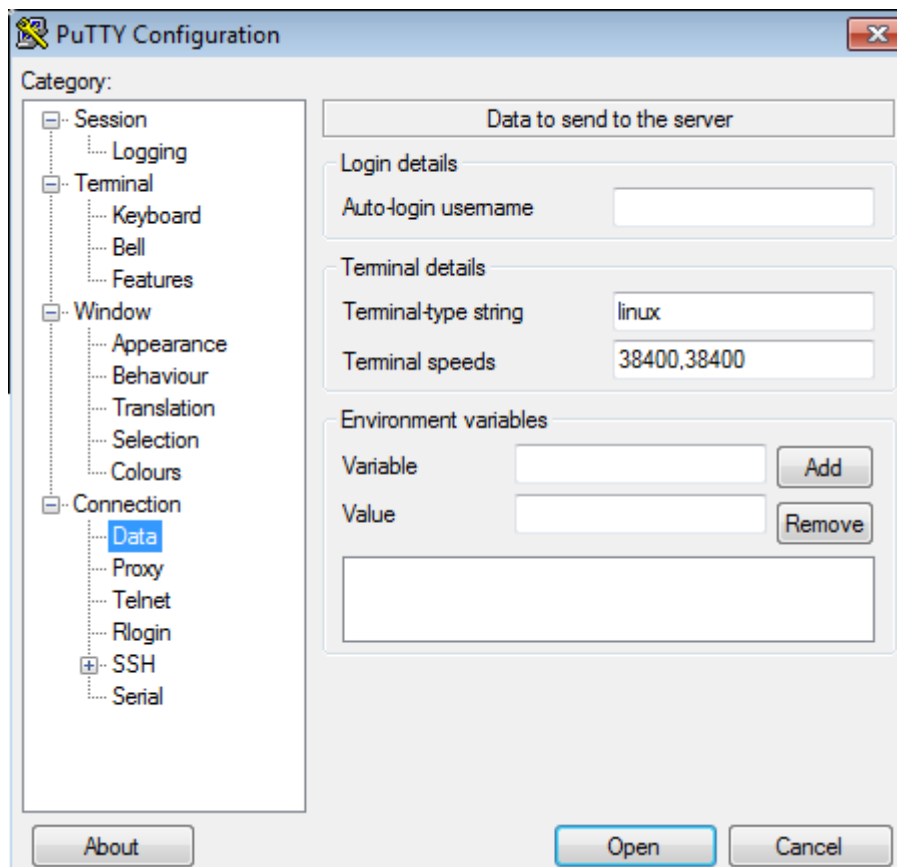 PuTTY Configuration
Category:
Session
Logging
Terminal
Keyboard
Bell
Features
Window
Appearance
Behaviour
Translation
Selection
Colours
Connection
Data
Proxy
Telnet
Rlogin
SSH
Serial
Data to send to the server
Login details
Auto-login username
Terminal details
Terminal-type string linux
Terminal speeds 38400,38400
Environment variables
Variable Add
Value Remove
About Open Cancel